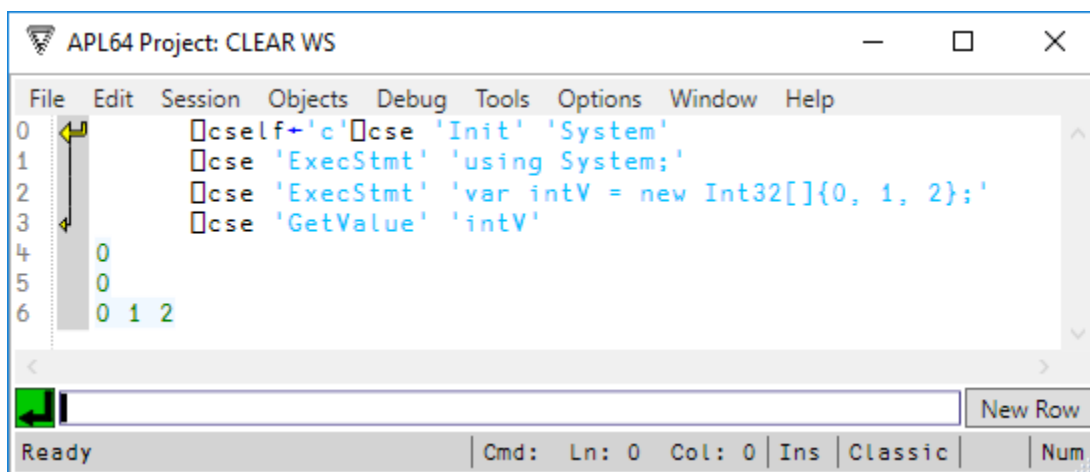 APL64 Project: CLEAR WS
File Edit Session Objects Debug Tools Options Window Help
0 ⎕cself←'c'⎕cse 'Init' 'System'
1 ⎕cse 'ExecStmt' 'using System;'
2 ⎕cse 'ExecStmt' 'var intV = new Int32[]{0, 1, 2};'
3 ⎕cse 'GetValue' 'intV'
4 0
5 0
6 0 1 2
New Row
Ready Cmd: Ln: 0 Col: 0 Ins Classic Num